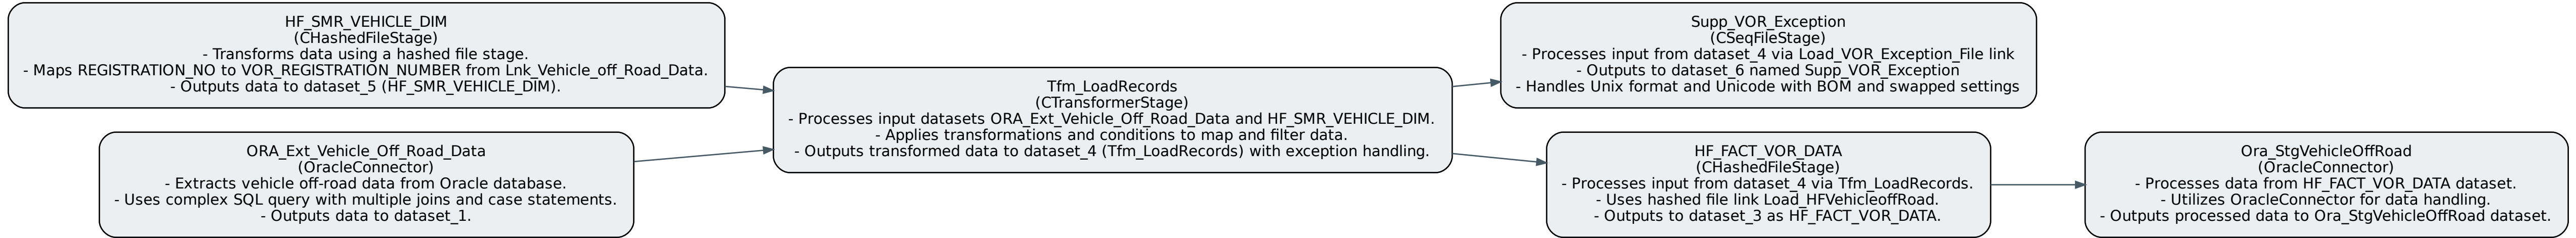 HF_SMR_VEHICLE_DIM
(CHashedFileStage)
- Transforms data using a hashed file stage.
- Maps REGISTRATION_NO to VOR_REGISTRATION_NUMBER from Lnk_Vehicle_off_Road_Data.
- Outputs data to dataset_5 (HF_SMR_VEHICLE_DIM).
ORA_Ext_Vehicle_Off_Road_Data
(OracleConnector)
- Extracts vehicle off-road data from Oracle database.
- Uses complex SQL query with multiple joins and case statements.
- Outputs data to dataset_1.
Tfm_LoadRecords
(CTransformerStage)
- Processes input datasets ORA_Ext_Vehicle_Off_Road_Data and HF_SMR_VEHICLE_DIM.
- Applies transformations and conditions to map and filter data.
- Outputs transformed data to dataset_4 (Tfm_LoadRecords) with exception handling.
Supp_VOR_Exception
(CSeqFileStage)
- Processes input from dataset_4 via Load_VOR_Exception_File link
- Outputs to dataset_6 named Supp_VOR_Exception
- Handles Unix format and Unicode with BOM and swapped settings
HF_FACT_VOR_DATA
(CHashedFileStage)
- Processes input from dataset_4 via Tfm_LoadRecords.
- Uses hashed file link Load_HFVehicleoffRoad.
- Outputs to dataset_3 as HF_FACT_VOR_DATA.
Ora_StgVehicleOffRoad
(OracleConnector)
- Processes data from HF_FACT_VOR_DATA dataset.
- Utilizes OracleConnector for data handling.
- Outputs processed data to Ora_StgVehicleOffRoad dataset.